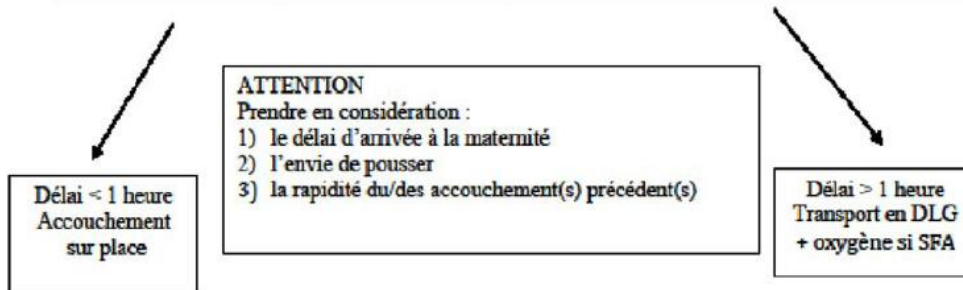 ATTENTION
Prendre en considération :
1) le délai d'arrivée à la maternité
2) l'envie de pousser
3) la rapidité du/des accouchement(s) précédent(s)
Délai < 1 heure
Accouchement
sur place
Délai > 1 heure
Transport en DLG
+ oxygène si SFA